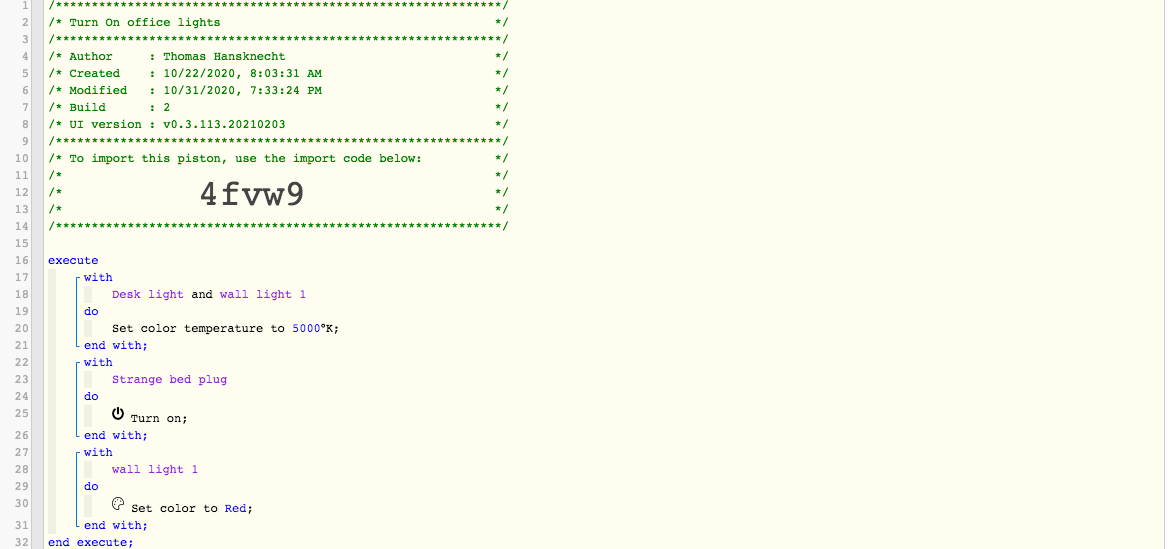 1 /**************************************************************/
2 /* Turn On office lights */
3 /**************************************************************/
4 /* Author : Thomas Hansknecht */
5 /* Created : 10/22/2020, 8:03:31 AM */
6 /* Modified : 10/31/2020, 7:33:24 PM */
7 /* Build : 2 */
8 /* UI version : v0.3.113.20210203 */
9 /**************************************************************/
10 /* To import this piston, use the import code below: */
11 /* */
12 /* 4fvw9 */
13 /* */
14 /**************************************************************/
15
16 execute
17 with
18 Desk light and wall light 1
19 do
20 Set color temperature to 5000°K;
21 end with;
22 with
23 Strange bed plug
24 do
25 Turn on;
26 end with;
27 with
28 wall light 1
29 do
30 Set color to Red;
31 end with;
32 end execute;